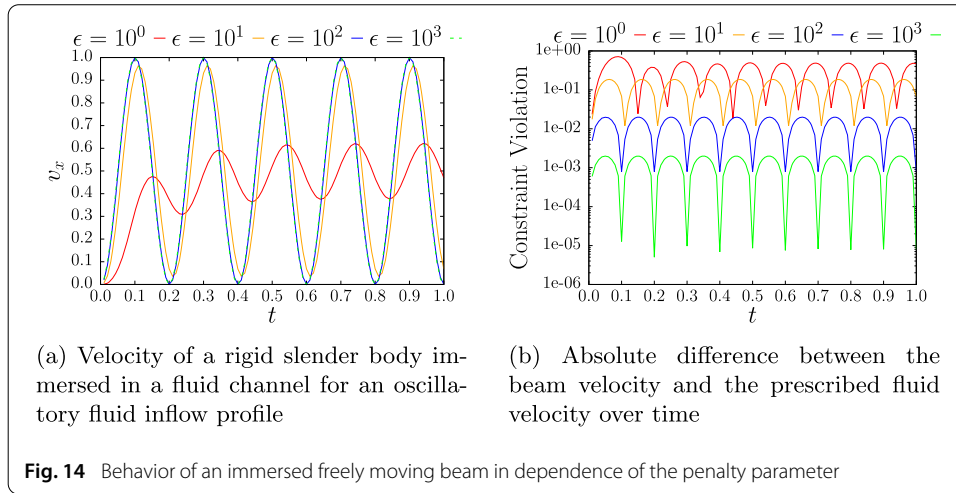 ϵ = 10^0 ϵ = 10^1 ϵ = 10^2 ϵ = 10^3
1.0
0.9
0.8
0.7
0.6
0.5
0.4
0.3
0.2
0.1
0.0
v_x
0.0 0.1 0.2 0.3 0.4 0.5 0.6 0.7 0.8 0.9 1.0
t
(a) Velocity of a rigid slender body im-
mersed in a fluid channel for an oscilla-
tory fluid inflow profile
ϵ = 10^0 ϵ = 10^1 ϵ = 10^2 ϵ = 10^3
1e+00
1e-01
1e-02
1e-03
1e-04
1e-05
1e-06
Constraint Violation
0.0 0.1 0.2 0.3 0.4 0.5 0.6 0.7 0.8 0.9 1.0
t
(b) Absolute difference between the
beam velocity and the prescribed fluid
velocity over time
Fig. 14 Behavior of an immersed freely moving beam in dependence of the penalty parameter